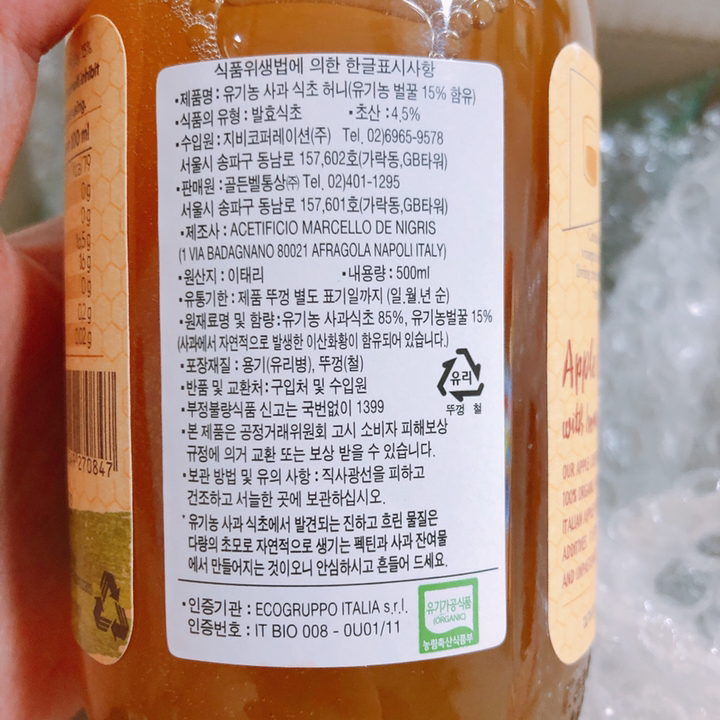 식품위생법에 의한 한글표시사항
•제품명 : 유기농 사과 식초 허니(유기농 벌꿀 15% 함유)
•식품의 유형 : 발효식초 •초산 : 4,5%
•수입원 : 지비코퍼레이션(주) Tel. 02)6965-9578
서울시 송파구 동남로 157,602호(가락동,GB타워)
•판매원 : 골든벨통상㈜ Tel. 02)401-1295
서울시 송파구 동남로 157,601호(가락동,GB타워)
•제조사 : ACETIFICIO MARCELLO DE NIGRIS
(1 VIA BADAGNANO 80021 AFRAGOLA NAPOLI ITALY)
•원산지 : 이태리 •내용량 : 500ml
•유통기한 : 제품 뚜껑 별도 표기일까지 (일,월,년 순)
•원재료명 및 함량 : 유기농 사과식초 85%, 유기농벌꿀 15%
(사과에서 자연적으로 발생한 이산화황이 함유되어 있습니다.)
•포장재질 : 용기(유리병), 뚜껑(철)
•반품 및 교환처 : 구입처 및 수입원
•부정불량식품 신고는 국번없이 1399
유리
뚜껑 철
•본 제품은 공정거래위원회 고시 소비자 피해보상
규정에 의거 교환 또는 보상 받을 수 있습니다.
•보관 방법 및 유의 사항 : 직사광선을 피하고
건조하고 서늘한 곳에 보관하십시오.
* 유기농 사과 식초에서 발견되는 진하고 흐린 물질은
다량의 초모로 자연적으로 생기는 펙틴과 사과 잔여물
에서 만들어지는 것이오니 안심하시고 흔들어 드세요.
•인증기관 : ECOGRUPPO ITALIA s.r.l.
인증번호 : IT BIO 008 - 0U01/11
유기가공식품
(ORGANIC)
농림축산식품부
15%
100 ml
0g
0g
16g
0g
0,2g
0,02g
270847
Apple
with
OUR APPLE
100% ORGAN
ITALIAN APPLE
ADDITIVES
AND UNPA